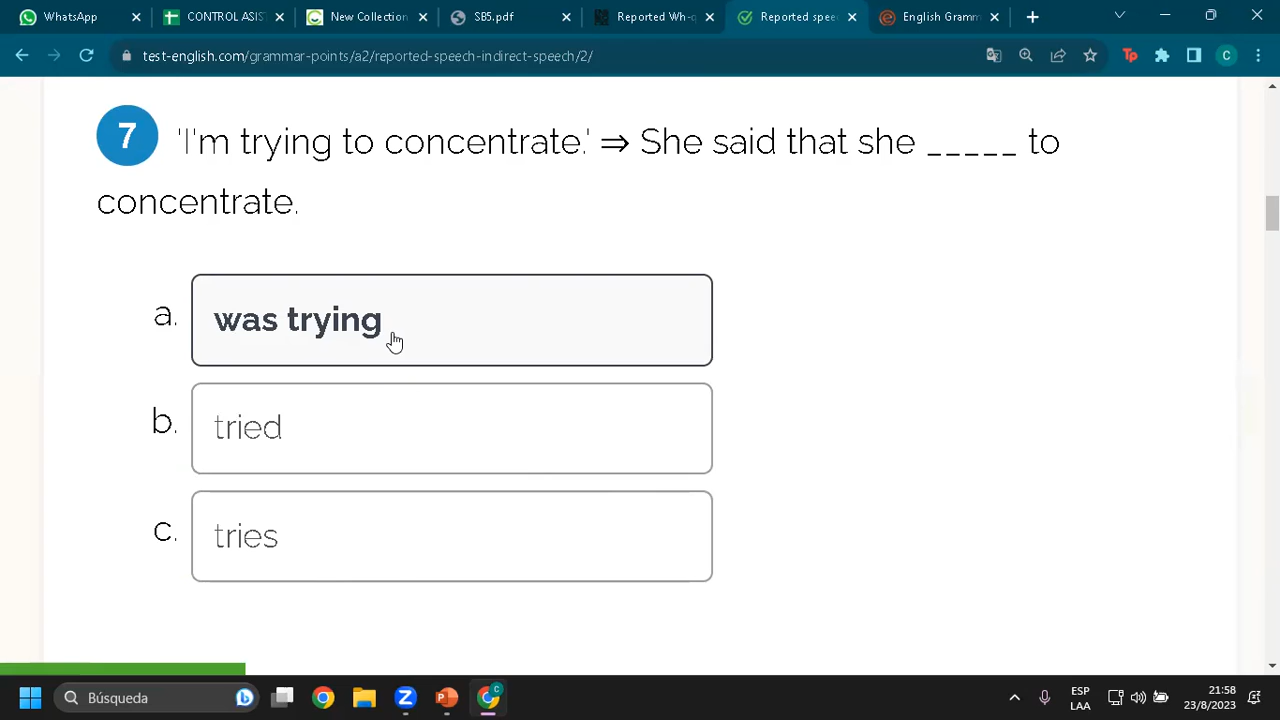 WhatsApp
CONTROL ASIS
New Collection
SB5.pdf
Reported Wh-q
Reported spee
English Gramm
test-english.com/grammar-points/a2/reported-speech-indirect-speech/2/
Tp
C
7 'I'm trying to concentrate.' ⇒ She said that she _____ to
concentrate.
a. was trying
b. tried
c. tries
Búsqueda
ESP
LAA
21:58
23/8/2023